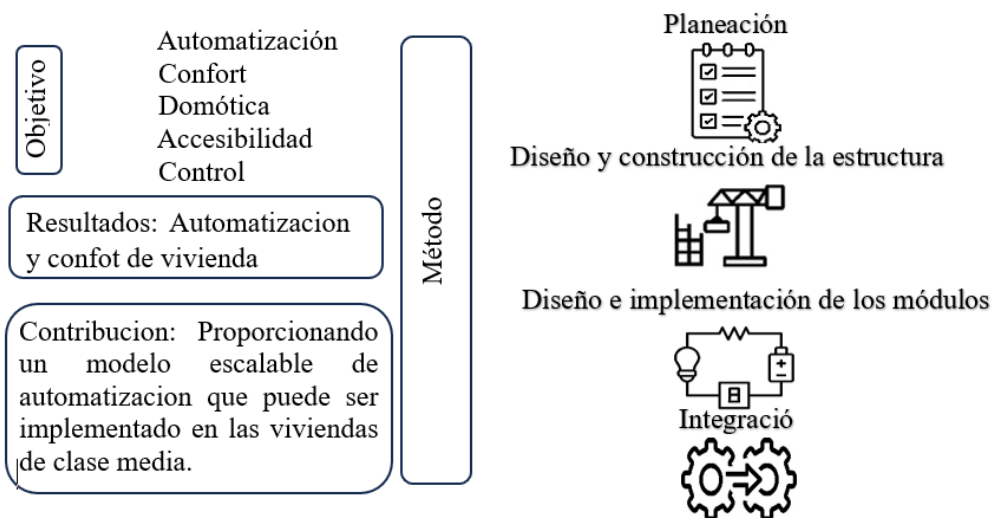 Objetivo
Automatización
Confort
Domótica
Accesibilidad
Control
Resultados: Automatizacion
y confot de vivienda
Contribucion: Proporcionando
un modelo escalable de
automatizacion que puede ser
implementado en las viviendas
de clase media.
Método
Planeación
Diseño y construcción de la estructura
Diseño e implementación de los módulos
Integració